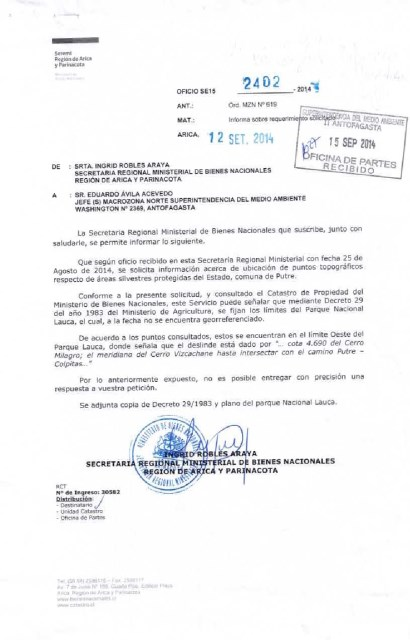 Seremi
Región de Arica
y Parinacota
OFICIO SE15 2402 - 2014
ANT.: Ord. MZN N° 619
MAT.: Informa sobre requerimiento solicitado
ARICA, 12 SET. 2014
SUPERINTENDENCIA DEL MEDIO AMBIENTE
II ANTOFAGASTA
15 SEP 2014
OFICINA DE PARTES
RECIBIDO
DE : SRTA. INGRID ROBLES ARAYA
SECRETARIA REGIONAL MINISTERIAL DE BIENES NACIONALES
REGIÓN DE ARICA Y PARINACOTA
A : SR. EDUARDO ÁVILA ACEVEDO
JEFE (S) MACROZONA NORTE SUPERINTENDENCIA DEL MEDIO AMBIENTE
WASHINGTON N° 2369, ANTOFAGASTA
La Secretaria Regional Ministerial de Bienes Nacionales que suscribe, junto con
saludarle, se permite informar lo siguiente.
Que según oficio recibido en esta Secretaria Regional Ministerial con fecha 25
de Agosto de 2014, se solicita información acerca de ubicación de puntos topográficos
respecto de áreas silvestres protegidas del Estado, comuna de Putre.
Conforme a la presente solicitud, y consultado el Catastro de Propiedad del
Ministerio de Bienes Nacionales, este Servicio puede señalar que mediante Decreto 29
del año 1983 del Ministerio de Agricultura, se fijan los límites del Parque Nacional
Lauca, el cual, a la fecha no se encuentra georreferenciado.
De acuerdo a los puntos consultados, estos se encuentran en el límite Oeste del
Parque Lauca, donde señala que el deslinde está dado por "... cota 4.690 del Cerro
Milagro; el meridiano del Cerro Vizcachane hasta intersectar con el camino Putre –
Colpitas..."
Por lo anteriormente expuesto, no es posible entregar con precisión una
respuesta a vuestra petición.
Se adjunta copia de Decreto 29/1983 y plano del parque Nacional Lauca.
INGRID ROBLES ARAYA
SECRETARIA REGIONAL MINISTERIAL DE BIENES NACIONALES
REGIÓN DE ARICA Y PARINACOTA
KCT
N° de Ingreso: 30582
Distribución:
- Destinatario
- Unidad Catastro
- Oficina de Partes